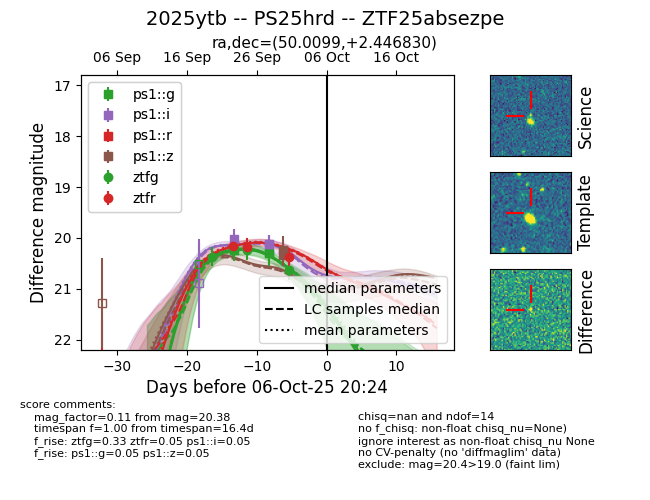 2025ytb -- PS25hrd -- ZTF25absezpe
ra,dec=(50.0099,+2.446830)
06 Sep
16 Sep
26 Sep
06 Oct
16 Oct
17
18
19
20
21
22
Difference magnitude
ps1::g
ps1::i
ps1::r
ps1::z
ztfg
ztfr
median parameters
LC samples median
mean parameters
−30
−20
−10
0
10
Days before 06-Oct-25 20:24
Science
Template
Difference
score comments:
mag_factor=0.11 from mag=20.38
timespan f=1.00 from timespan=16.4d
f_rise: ztfg=0.33 ztfr=0.05 ps1::i=0.05
f_rise: ps1::g=0.05 ps1::z=0.05
chisq=nan and ndof=14
no f_chisq: non-float chisq_nu=None)
ignore interest as non-float chisq_nu None
no CV-penalty (no 'diffmaglim' data)
exclude: mag=20.4>19.0 (faint lim)